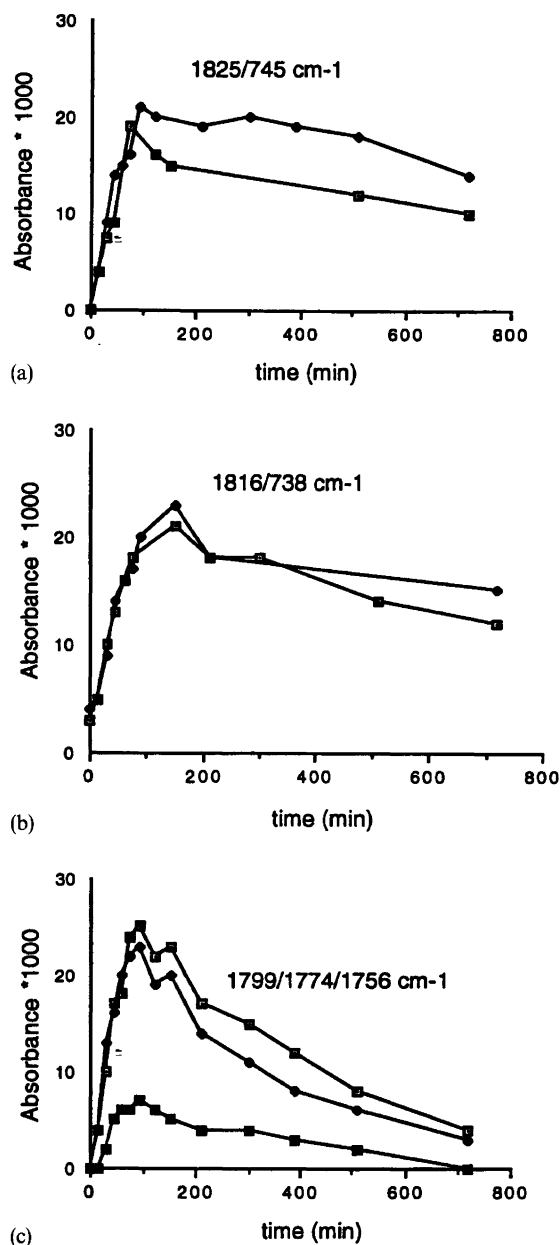 30
1825/745 cm-1
20
10
0
Absorbance * 1000
0 200 400 600 800
time (min)
(a)
30
1816/738 cm-1
20
10
0
Absorbance * 1000
0 200 400 600 800
time (min)
(b)
30
1799/1774/1756 cm-1
20
10
0
Absorbance *1000
0 200 400 600 800
time (min)
(c)